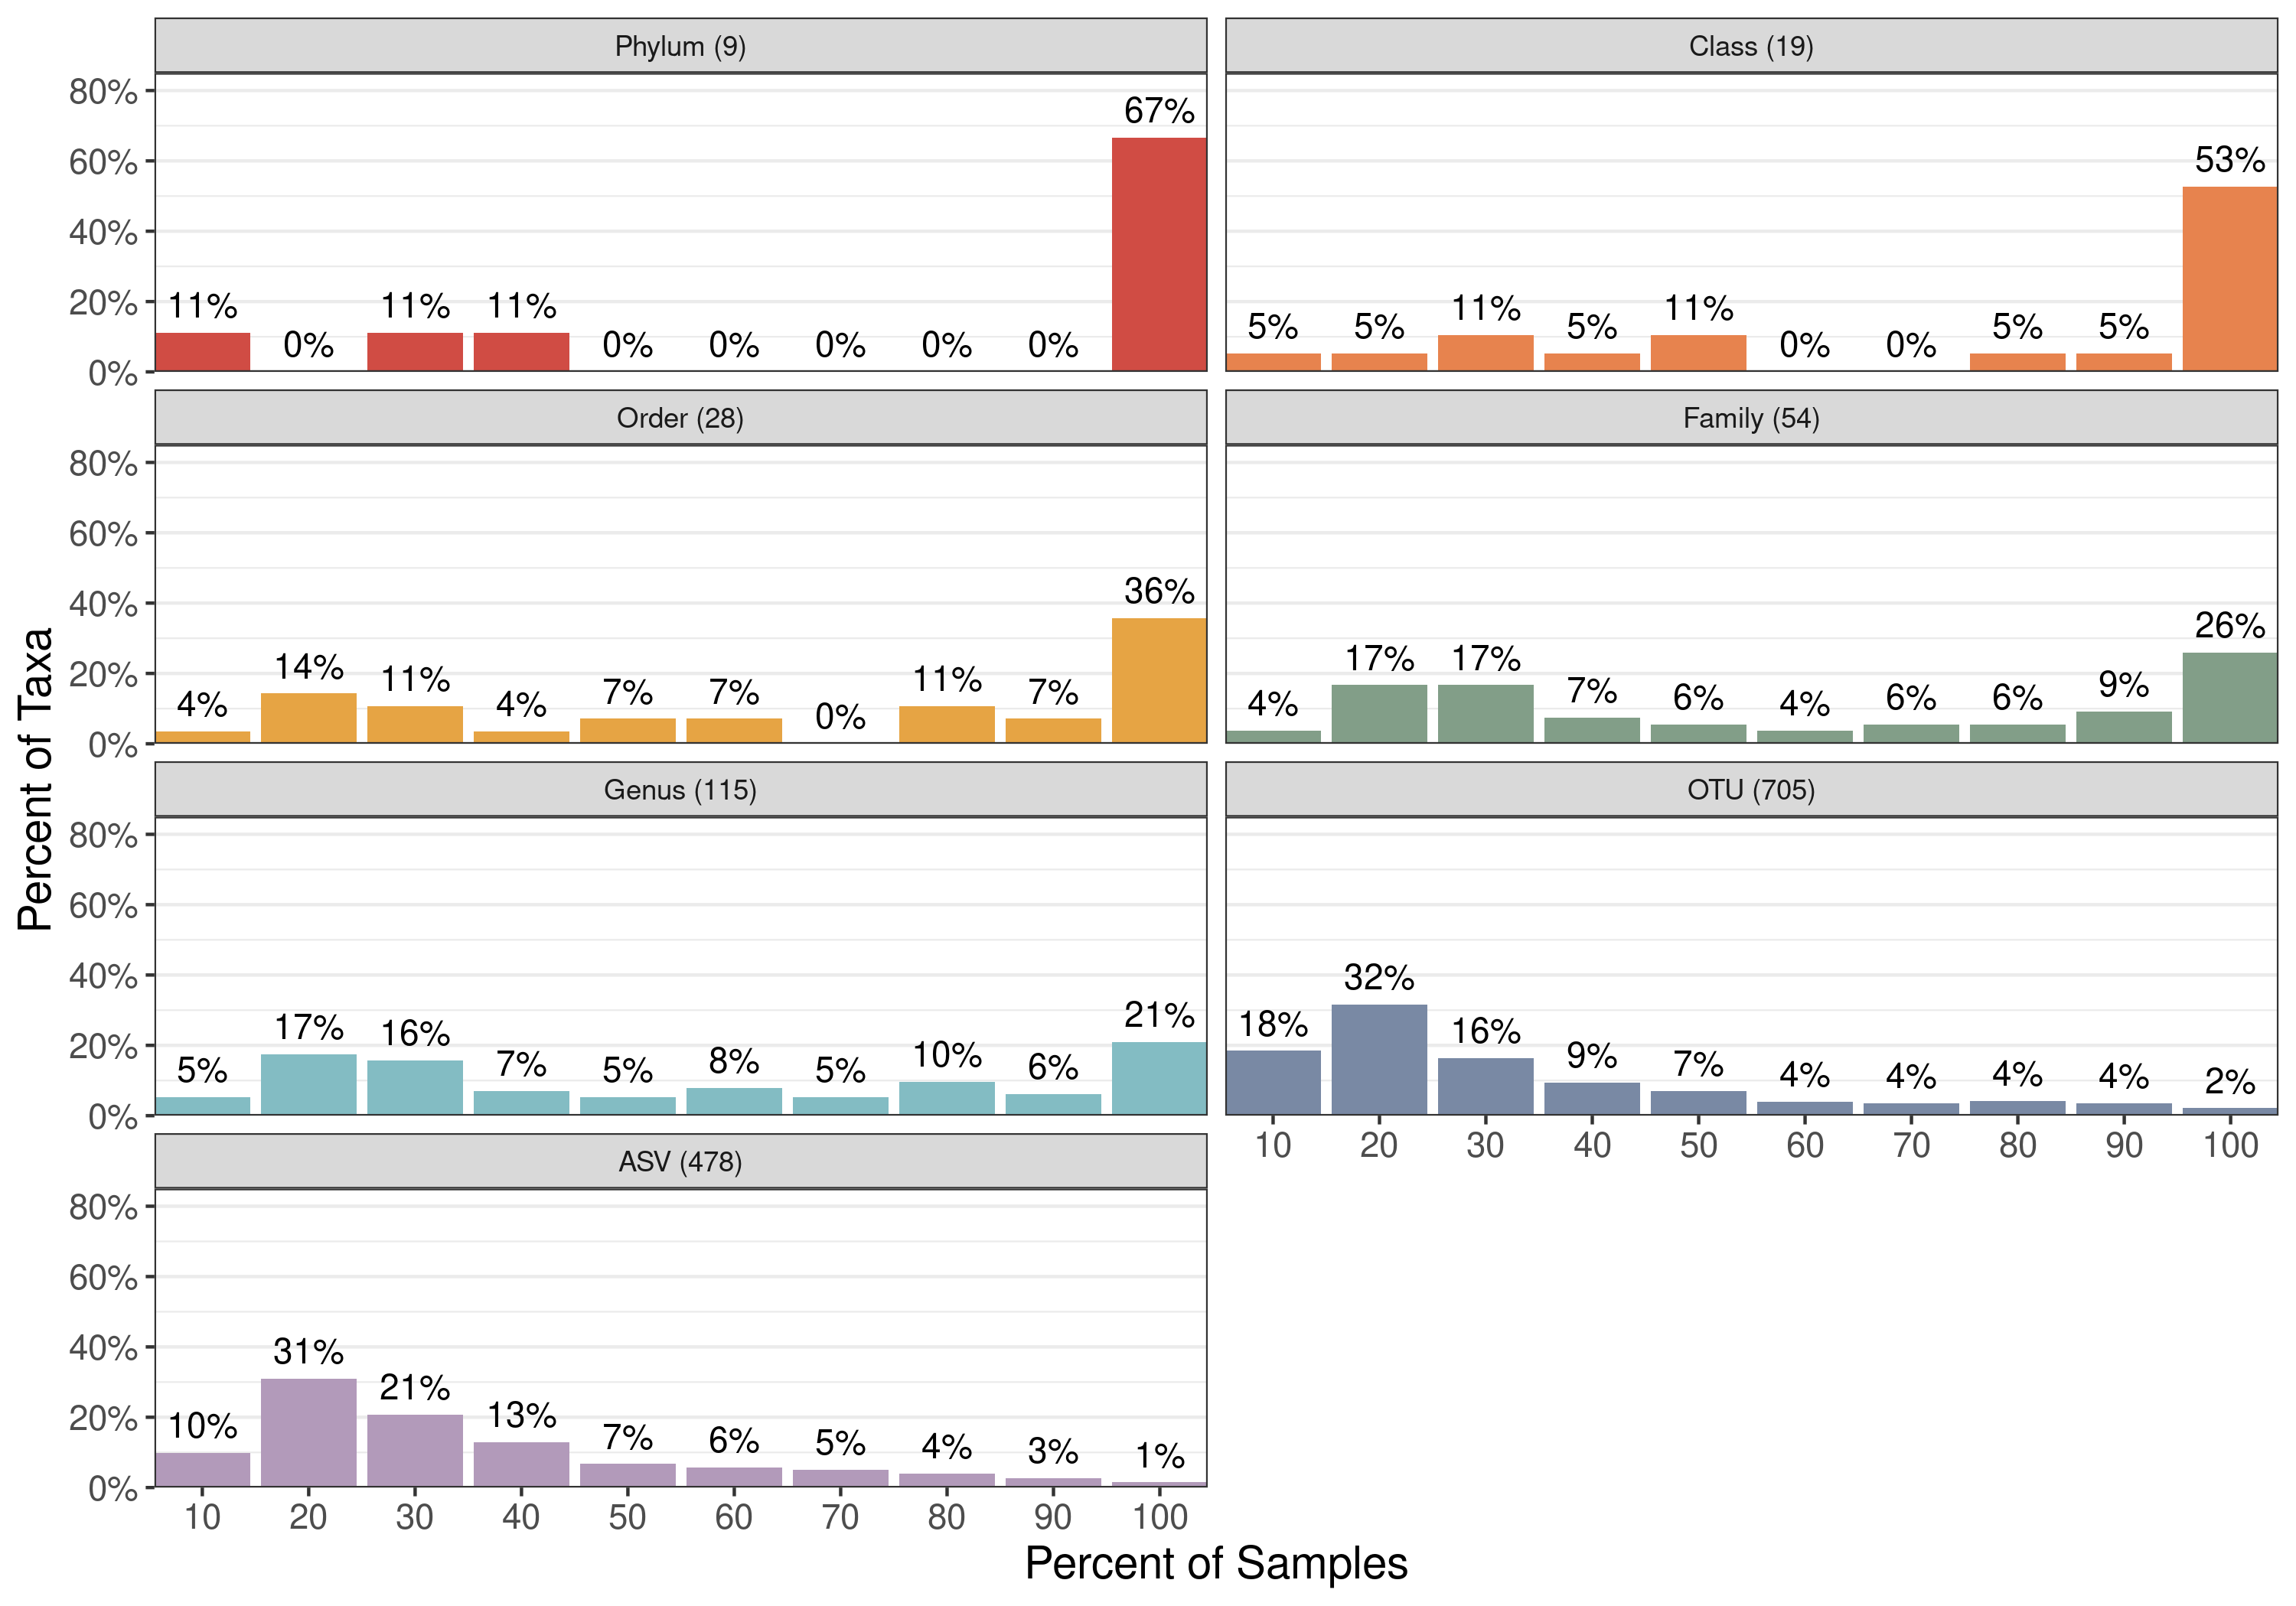 Phylum (9)
Class (19)
80%
60%
40%
20%
0%
11% 0% 11% 11% 0% 0% 0% 0% 0% 67%
5% 5% 11% 5% 11% 0% 0% 5% 5% 53%
Order (28)
Family (54)
80%
60%
40%
20%
0%
4% 14% 11% 4% 7% 7% 0% 11% 7% 36%
4% 17% 17% 7% 6% 4% 6% 6% 9% 26%
Percent of Taxa
Genus (115)
OTU (705)
80%
60%
40%
20%
0%
5% 17% 16% 7% 5% 8% 5% 10% 6% 21%
18% 32% 16% 9% 7% 4% 4% 4% 4% 2%
10 20 30 40 50 60 70 80 90 100
ASV (478)
80%
60%
40%
20%
0%
10% 31% 21% 13% 7% 6% 5% 4% 3% 1%
10 20 30 40 50 60 70 80 90 100
Percent of Samples